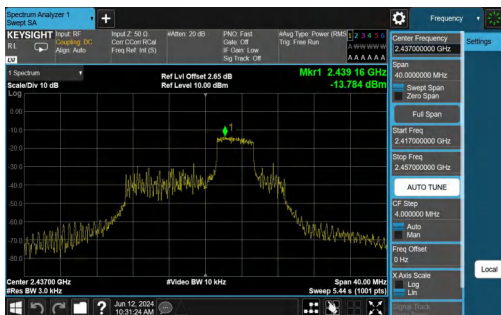 Spectrum Analyzer 1
Swept SA
Frequency
KEYSIGHT
Input: RF
Coupling: DC
Align: Auto
Input Z: 50 Ω
Corr CCorr RCal
Freq Ref: Int (S)
#Atten: 20 dB
PNO: Fast
Gate: Off
IF Gain: Low
Sig Track: Off
#Avg Type: Power (RMS
Trig: Free Run
1 2 3 4 5 6
A W W W W W
A A A A A A
RL
LV
1 Spectrum
Scale/Div 10 dB
Log
Ref Lvl Offset 2.65 dB
Ref Level 10.00 dBm
Mkr1 2.439 16 GHz
-13.784 dBm
1
0.00
-10.0
-20.0
-30.0
-40.0
-50.0
-60.0
-70.0
-80.0
Center 2.43700 GHz
#Res BW 3.0 kHz
#Video BW 10 kHz
Span 40.00 MHz
Sweep 5.44 s (1001 pts)
Jun 12, 2024
10:31:24 AM
Center Frequency
2.437000000 GHz
Span
40.0000000 MHz
Swept Span
Zero Span
Full Span
Start Freq
2.417000000 GHz
Stop Freq
2.457000000 GHz
AUTO TUNE
CF Step
4.000000 MHz
Auto
Man
Freq Offset
0 Hz
X Axis Scale
Log
Lin
Signal Track
Settings
Local